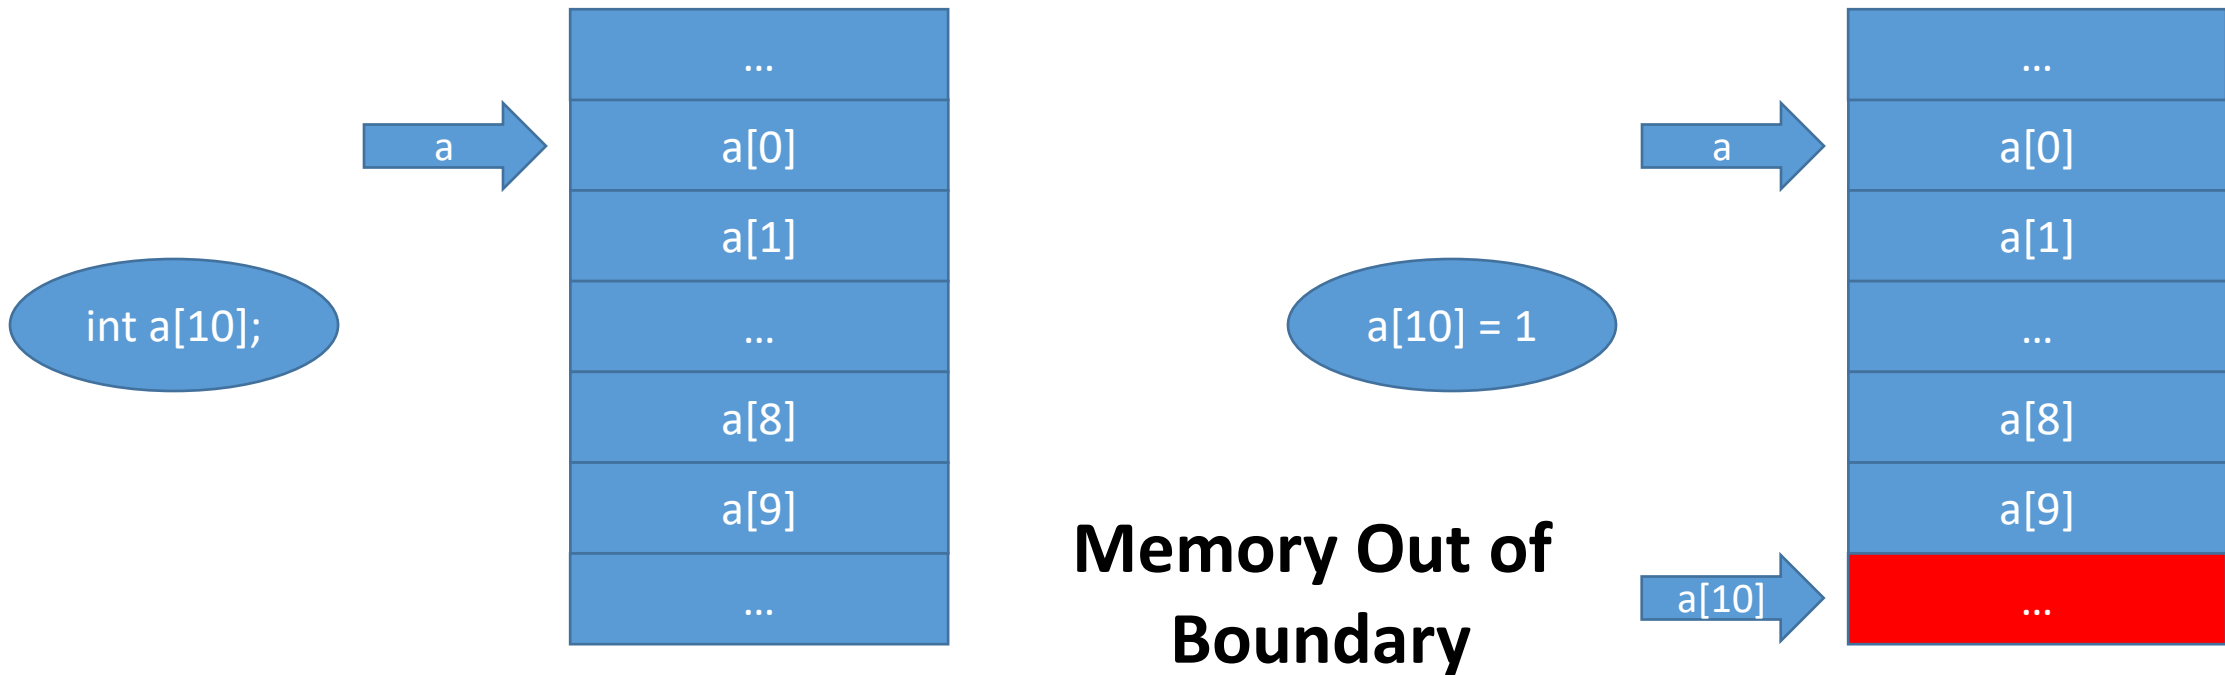 ...
a
a[0]
a[1]
int a[10];
...
a[8]
a[9]
...
Memory Out of
Boundary
...
a
a[0]
a[1]
a[10] = 1
...
a[8]
a[9]
a[10]
...